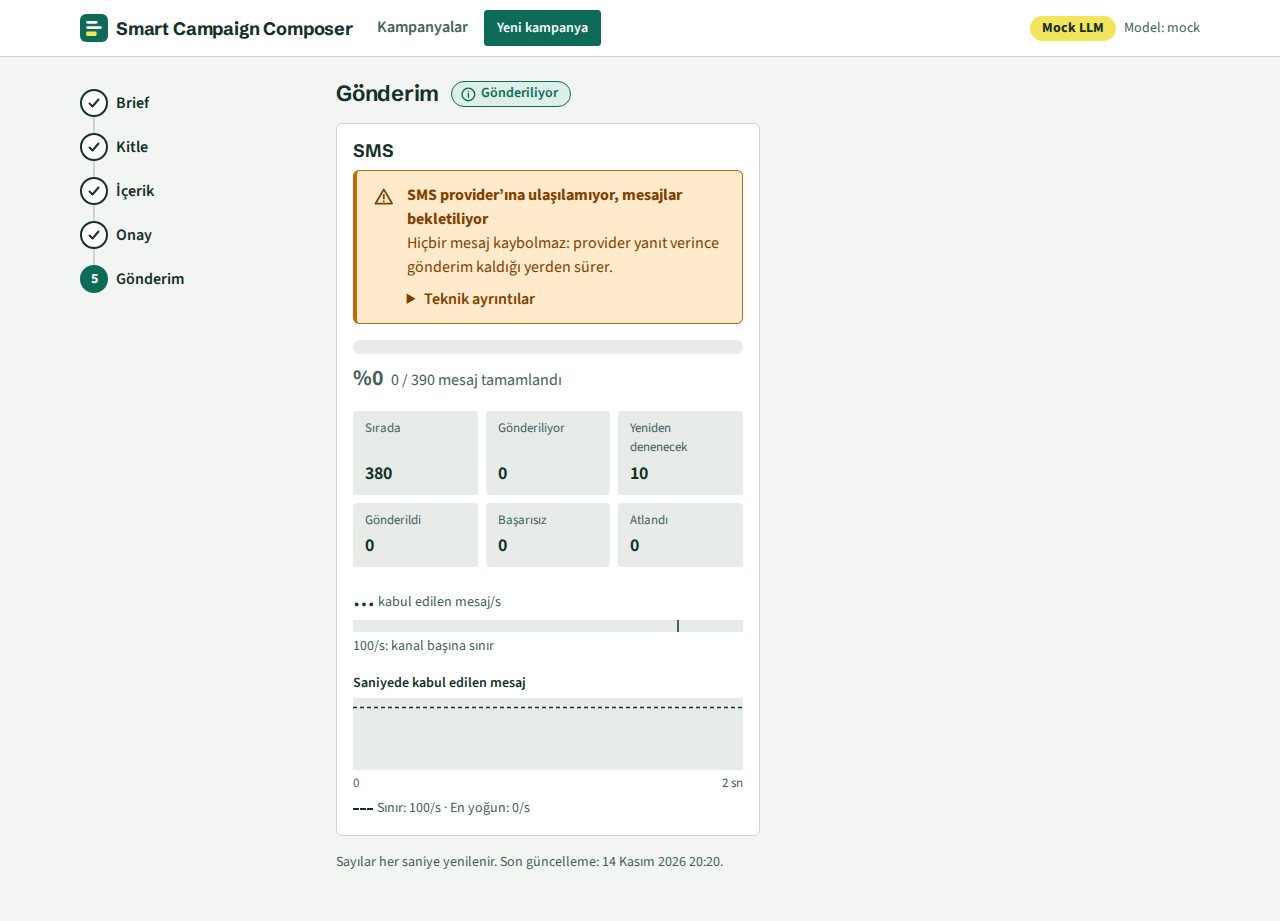 Smart Campaign Composer
Kampanyalar
Yeni kampanya
Mock LLM
Model: mock
Brief
Kitle
İçerik
Onay
5 Gönderim
Gönderim
Gönderiliyor
SMS
SMS provider’ına ulaşılamıyor, mesajlar
bekletiliyor
Hiçbir mesaj kaybolmaz: provider yanıt verince
gönderim kaldığı yerden sürer.
Teknik ayrıntılar
%0 0 / 390 mesaj tamamlandı
Sırada
380
Gönderiliyor
0
Yeniden
denenecek
10
Gönderildi
0
Başarısız
0
Atlandı
0
… kabul edilen mesaj/s
100/s: kanal başına sınır
Saniyede kabul edilen mesaj
0
2 sn
Sınır: 100/s · En yoğun: 0/s
Sayılar her saniye yenilenir. Son güncelleme: 14 Kasım 2026 20:20.